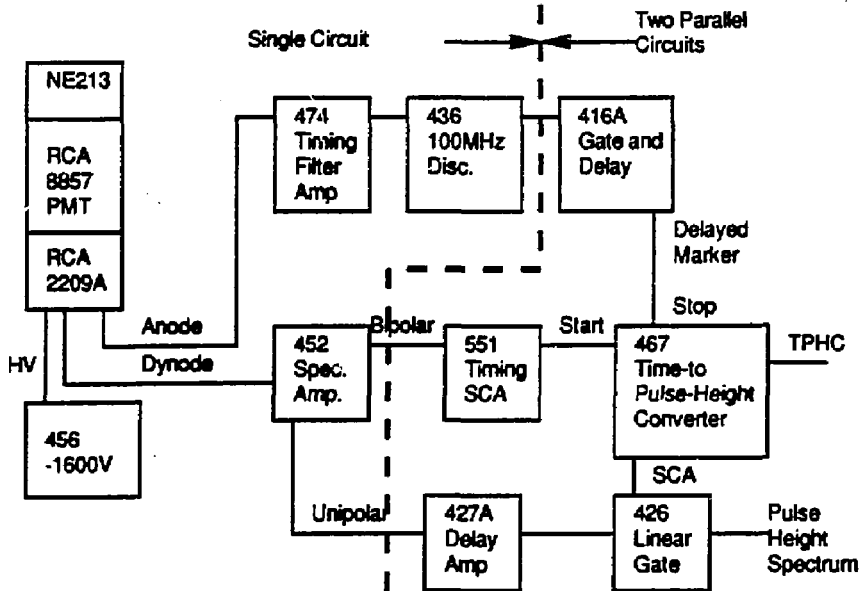 Single Circuit
Two Parallel
Circuits
NE213
RCA
8857
PMT
RCA
2209A
474
Timing
Filter
Amp
436
100MHz
Disc.
416A
Gate and
Delay
Delayed
Marker
Anode
Dynode
HV
456
-1600V
452
Spec.
Amp.
Bipolar
551
Timing
SCA
Start
Stop
467
Time-to
Pulse-Height
Converter
TPHC
SCA
Unipolar
427A
Delay
Amp
426
Linear
Gate
Pulse
Height
Spectrum